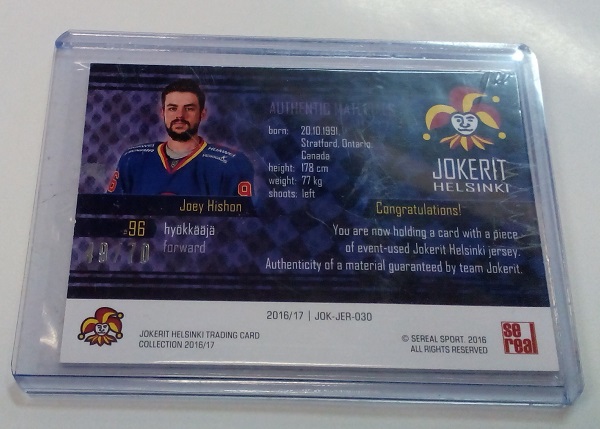 AUTHENTIC
born: 20.10.1991,
Stratford, Ontario,
Canada
height: 178 cm
weight: 77 kg
shoots: left
JOKERIT
HELSINKI
Joey Hishon
#96 hyökkääjä
forward
49/70
Congratulations!
You are now holding a card with a piece
of event-used Jokerit Helsinki jersey.
Authenticity of a material guaranteed by team Jokerit.
2016/17 | JOK-JER-030
JOKERIT HELSINKI TRADING CARD
COLLECTION 2016/17
© SEREAL SPORT. 2016
ALL RIGHTS RESERVED
se
real